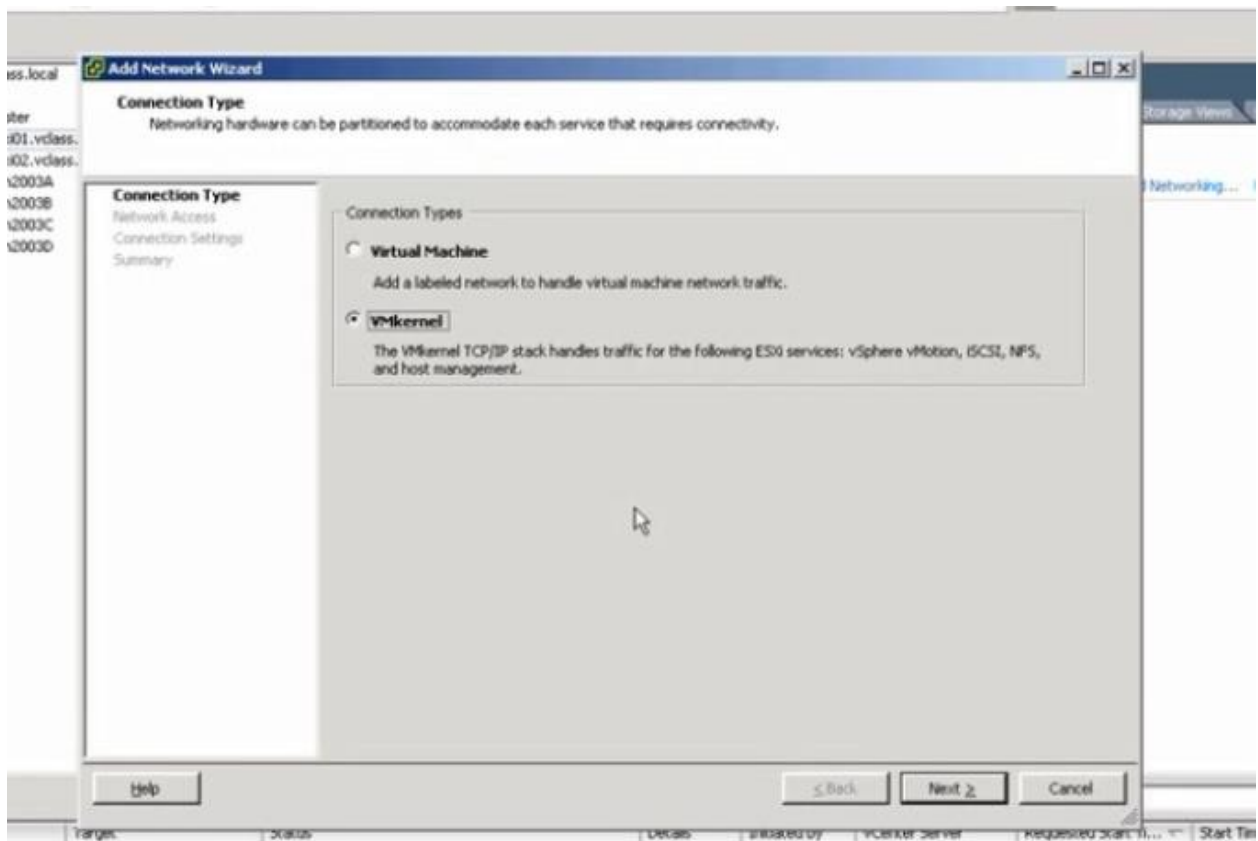 Add Network Wizard
Connection Type
Networking hardware can be partitioned to accommodate each service that requires connectivity.
ss.local
Storage Views
i01.vclass.
i02.vclass.
2003A
2003B
2003C
2003D
Networking...
Connection Type
Network Access
Connection Settings
Summary
Connection Types
Virtual Machine
Add a labeled network to handle virtual machine network traffic.
VMkernel
The VMkernel TCP/IP stack handles traffic for the following ESXi services: vSphere vMotion, iSCSI, NFS,
and host management.
Help
< Back
Next >
Cancel
Target
Status
Details
Initiated by
vCenter Server
Requested Start Ti...
Start Tim